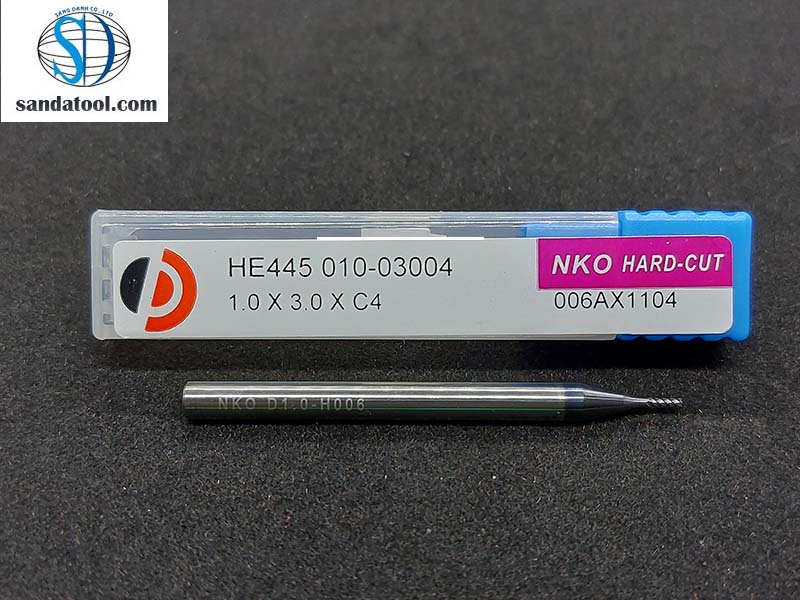 SANG DANH CO., LTD
SD
sandatool.com
HE445 010-03004
1.0 X 3.0 X C4
NKO HARD-CUT
006AX1104
NKO D1.0-H006